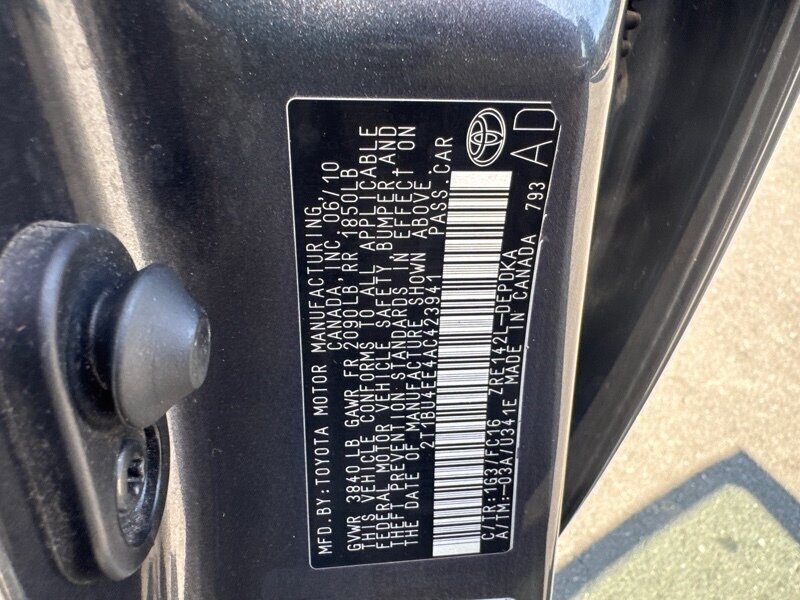 MFD.BY:TOYOTA MOTOR MANUFACTURING,
CANADA,INC. 06/10
GVWR 3840 LB GAWR FR 2090 LB RR 1850LB
THIS VEHICLE CONFORMS TO ALL APPLICABLE
FEDERAL MOTOR VEHICLE SAFETY,BUMPER AND
THEFT PREVENTION STANDARDS IN EFFECT ON
THE DATE OF MANUFACTURE SHOWN ABOVE.
2T1BU4EE4AC423941 PASS.CAR
C/TR:1G3/FC16 ZRE142L-DEPDKA
A/TM:-03A/U341E MADE IN CANADA 793
AD